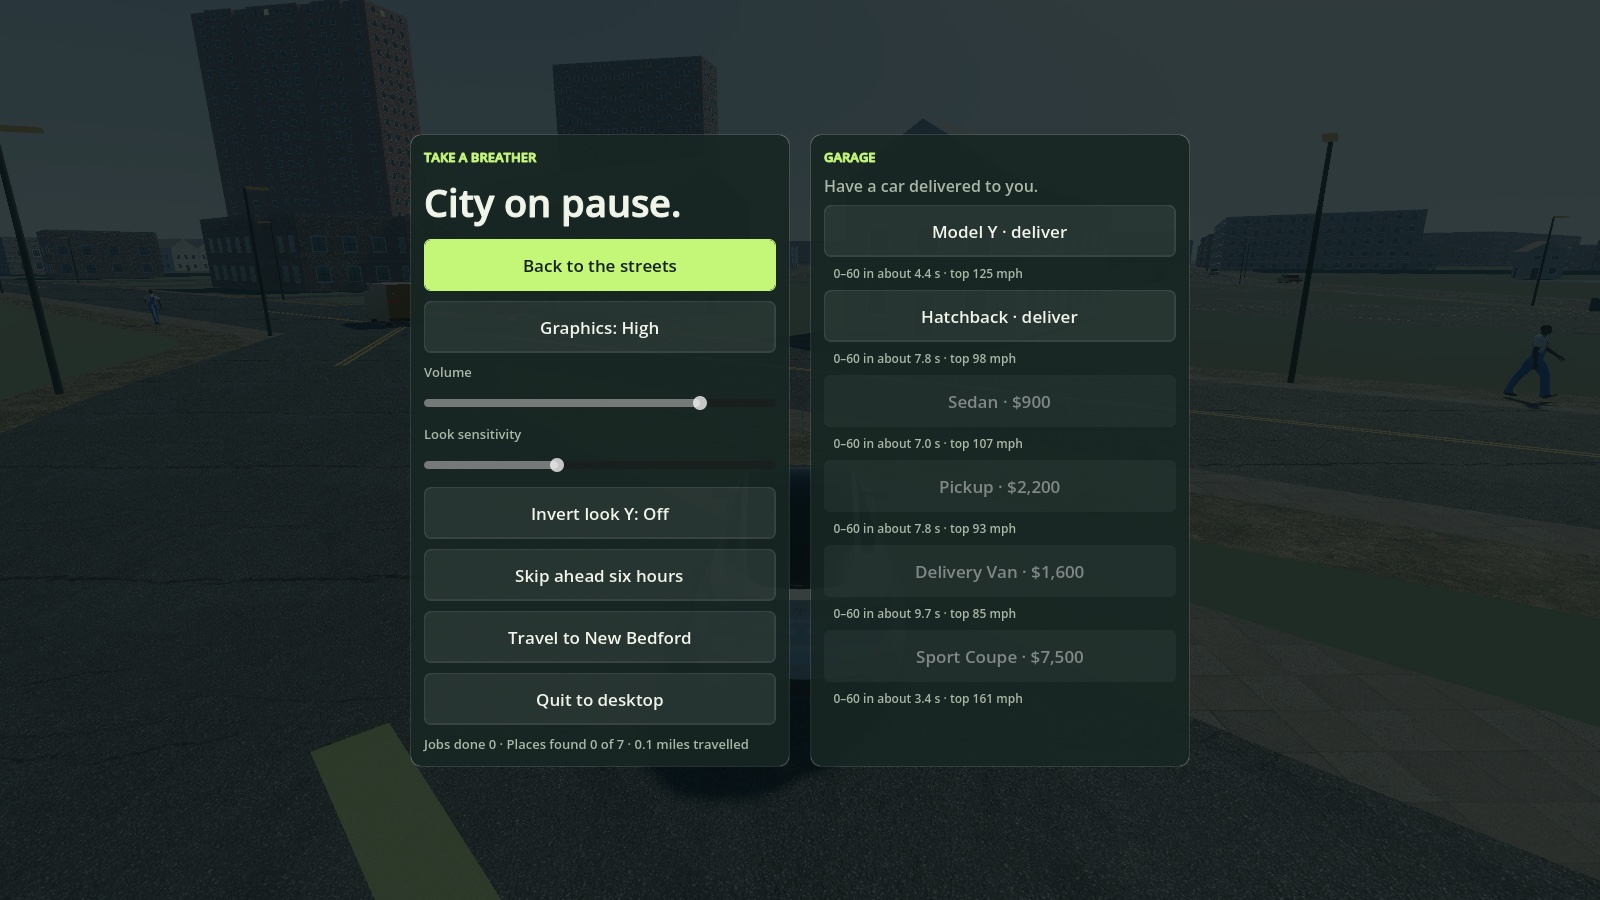 TAKE A BREATHER
City on pause.
Back to the streets
Graphics: High
Volume
Look sensitivity
Invert look Y: Off
Skip ahead six hours
Travel to New Bedford
Quit to desktop
Jobs done 0 · Places found 0 of 7 · 0.1 miles travelled
GARAGE
Have a car delivered to you.
Model Y · deliver
0–60 in about 4.4 s · top 125 mph
Hatchback · deliver
0–60 in about 7.8 s · top 98 mph
Sedan · $900
0–60 in about 7.0 s · top 107 mph
Pickup · $2,200
0–60 in about 7.8 s · top 93 mph
Delivery Van · $1,600
0–60 in about 9.7 s · top 85 mph
Sport Coupe · $7,500
0–60 in about 3.4 s · top 161 mph